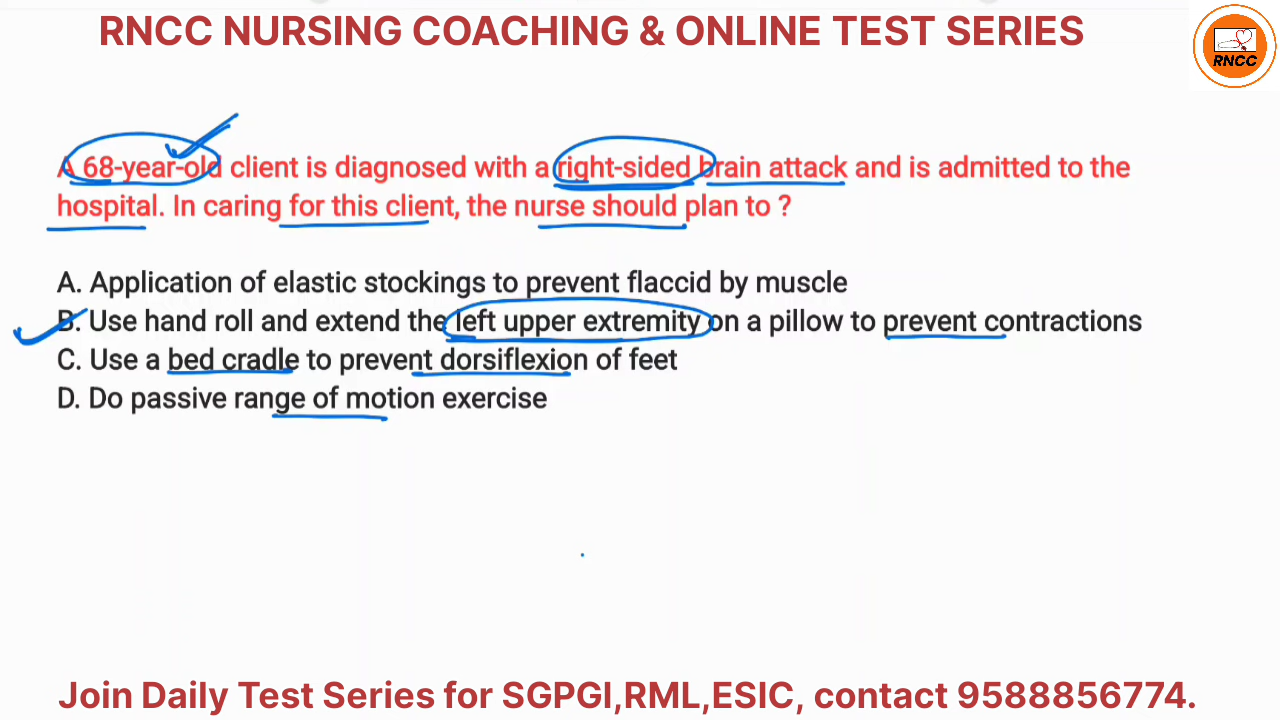 RNCC NURSING COACHING & ONLINE TEST SERIES
RNCC
A 68-year-old client is diagnosed with a right-sided brain attack and is admitted to the
hospital. In caring for this client, the nurse should plan to ?
A. Application of elastic stockings to prevent flaccid by muscle
B. Use hand roll and extend the left upper extremity on a pillow to prevent contractions
C. Use a bed cradle to prevent dorsiflexion of feet
D. Do passive range of motion exercise
Join Daily Test Series for SGPGI,RML,ESIC, contact 9588856774.